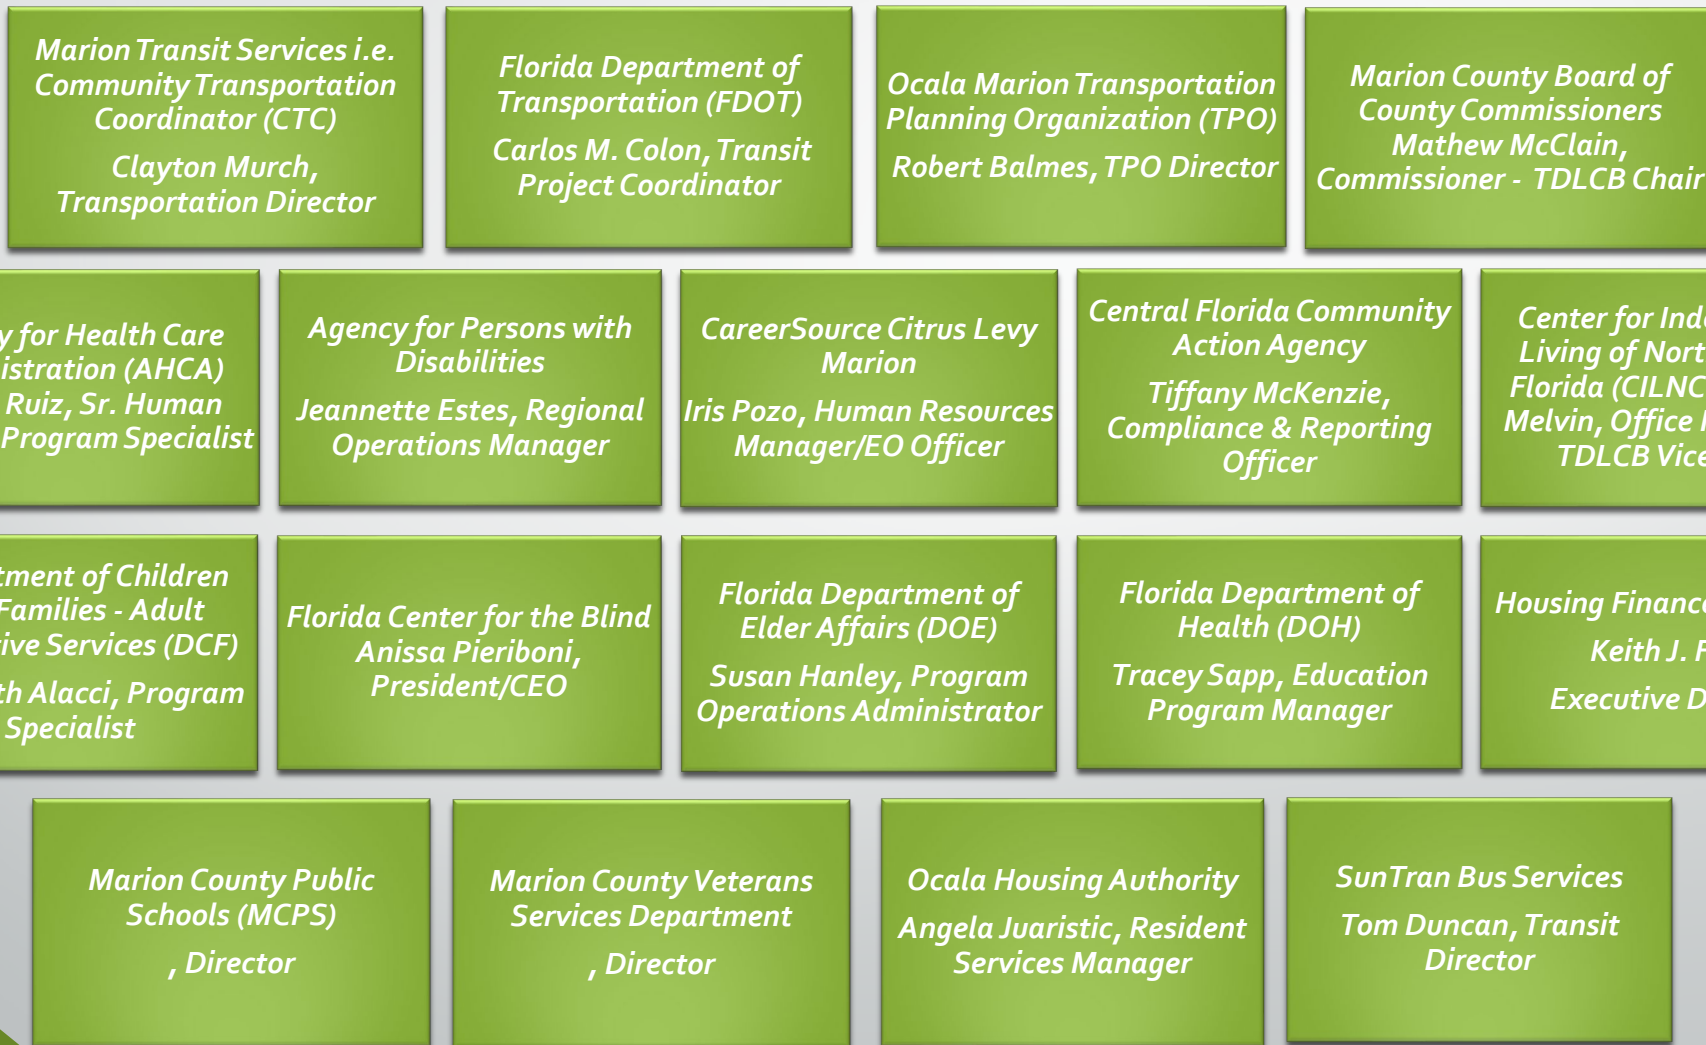 Marion Transit Services i.e.
Community Transportation
Coordinator (CTC)
Clayton Murch,
Transportation Director
Florida Department of
Transportation (FDOT)
Carlos M. Colon, Transit
Project Coordinator
Ocala Marion Transportation
Planning Organization (TPO)
Robert Balmes, TPO Director
Marion County Board of
County Commissioners
Mathew McClain,
Commissioner - TDLCB Chair
y for Health Care
istration (AHCA)
Ruiz, Sr. Human
Program Specialist
Agency for Persons with
Disabilities
Jeannette Estes, Regional
Operations Manager
CareerSource Citrus Levy
Marion
Iris Pozo, Human Resources
Manager/EO Officer
Central Florida Community
Action Agency
Tiffany McKenzie,
Compliance & Reporting
Officer
Center for Ind
Living of Nort
Florida (CILNC
Melvin, Office
TDLCB Vice
tment of Children
Families - Adult
ive Services (DCF)
th Alacci, Program
Specialist
Florida Center for the Blind
Anissa Pieriboni,
President/CEO
Florida Department of
Elder Affairs (DOE)
Susan Hanley, Program
Operations Administrator
Florida Department of
Health (DOH)
Tracey Sapp, Education
Program Manager
Housing Financ
Keith J. F
Executive D
Marion County Public
Schools (MCPS)
, Director
Marion County Veterans
Services Department
, Director
Ocala Housing Authority
Angela Juaristic, Resident
Services Manager
SunTran Bus Services
Tom Duncan, Transit
Director